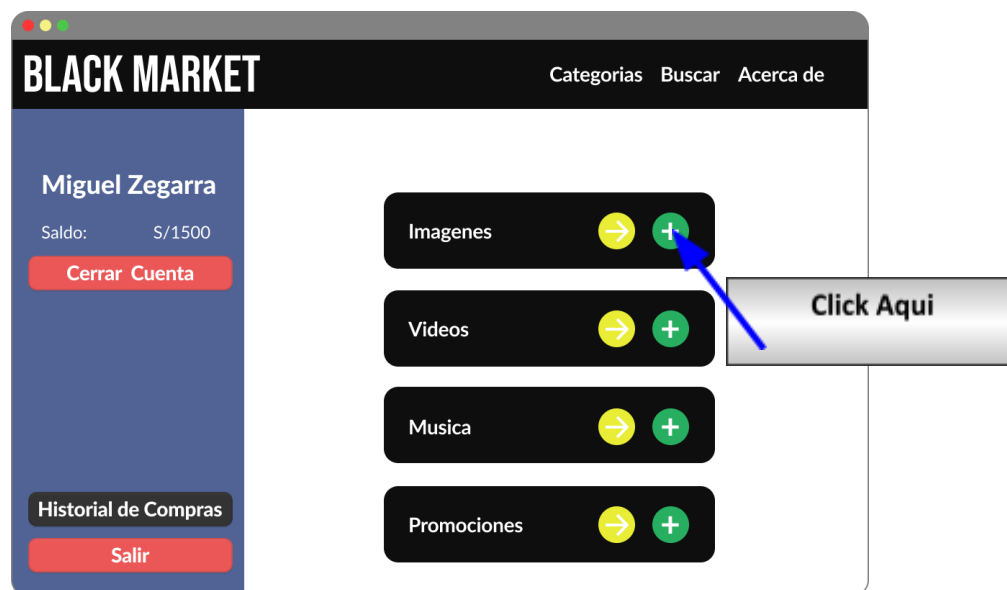 BLACK MARKET
Categorias Buscar Acerca de
Miguel Zegarra
Saldo: S/1500
Cerrar Cuenta
Imagenes
Click Aqui
Videos
Musica
Historial de Compras
Promociones
Salir